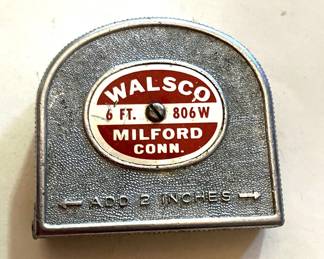 WALSCO
6 FT. 806W
MILFORD
CONN.
← ADD 2 INCHES →